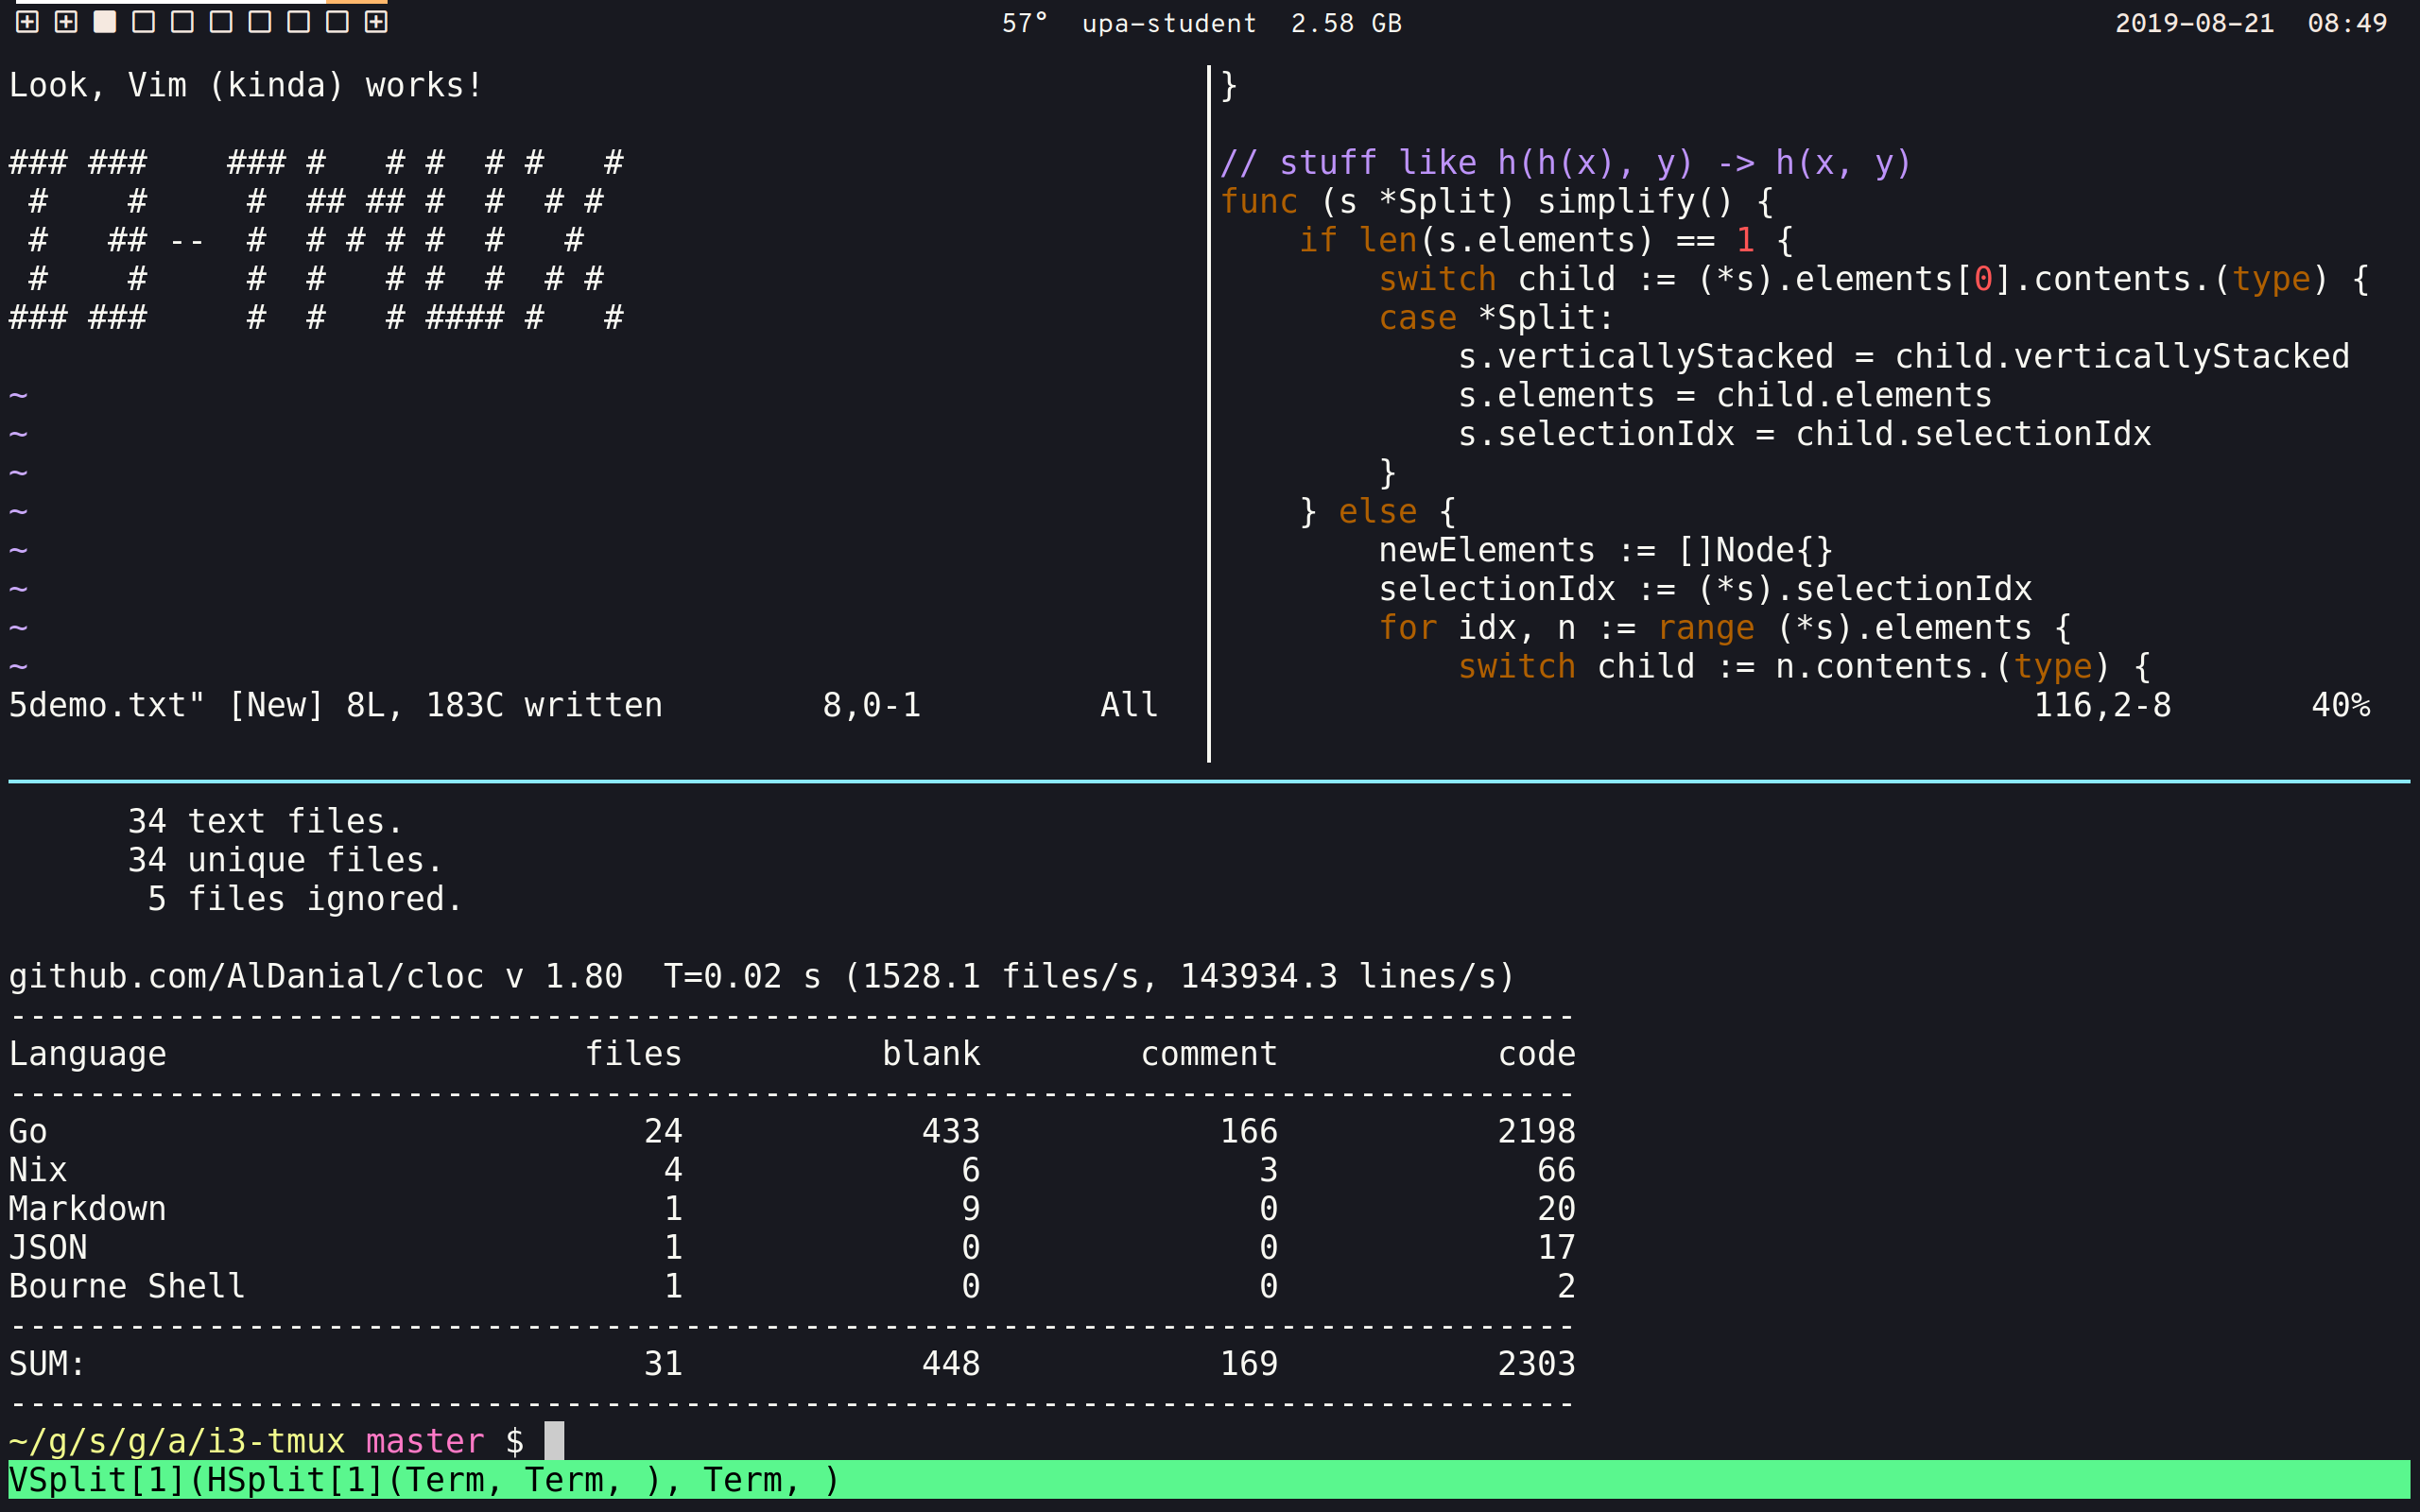 57°  upa-student  2.58 GB
2019-08-21  08:49
Look, Vim (kinda) works!

### ###    ### #   # #  # #   #
 #    #     #  ## ## #  #  # #
 #   ## --  #  # # # #  #   #
 #    #     #  #   # #  #  # #
### ###     #  #   # #### #   #

~
~
~
~
~
~
~
~
5demo.txt" [New] 8L, 183C written        8,0-1         All
}

// stuff like h(h(x), y) -> h(x, y)
func (s *Split) simplify() {
    if len(s.elements) == 1 {
        switch child := (*s).elements[0].contents.(type) {
        case *Split:
            s.verticallyStacked = child.verticallyStacked
            s.elements = child.elements
            s.selectionIdx = child.selectionIdx
        }
    } else {
        newElements := []Node{}
        selectionIdx := (*s).selectionIdx
        for idx, n := range (*s).elements {
            switch child := n.contents.(type) {
116,2-8       40%
      34 text files.
      34 unique files.
       5 files ignored.

github.com/AlDanial/cloc v 1.80  T=0.02 s (1528.1 files/s, 143934.3 lines/s)
-------------------------------------------------------------------------------
Language                     files          blank        comment           code
-------------------------------------------------------------------------------
Go                              24            433            166           2198
Nix                              4              6              3             66
Markdown                         1              9              0             20
JSON                             1              0              0             17
Bourne Shell                     1              0              0              2
-------------------------------------------------------------------------------
SUM:                            31            448            169           2303
-------------------------------------------------------------------------------
~/g/s/g/a/i3-tmux master $
VSplit[1](HSplit[1](Term, Term, ), Term, )